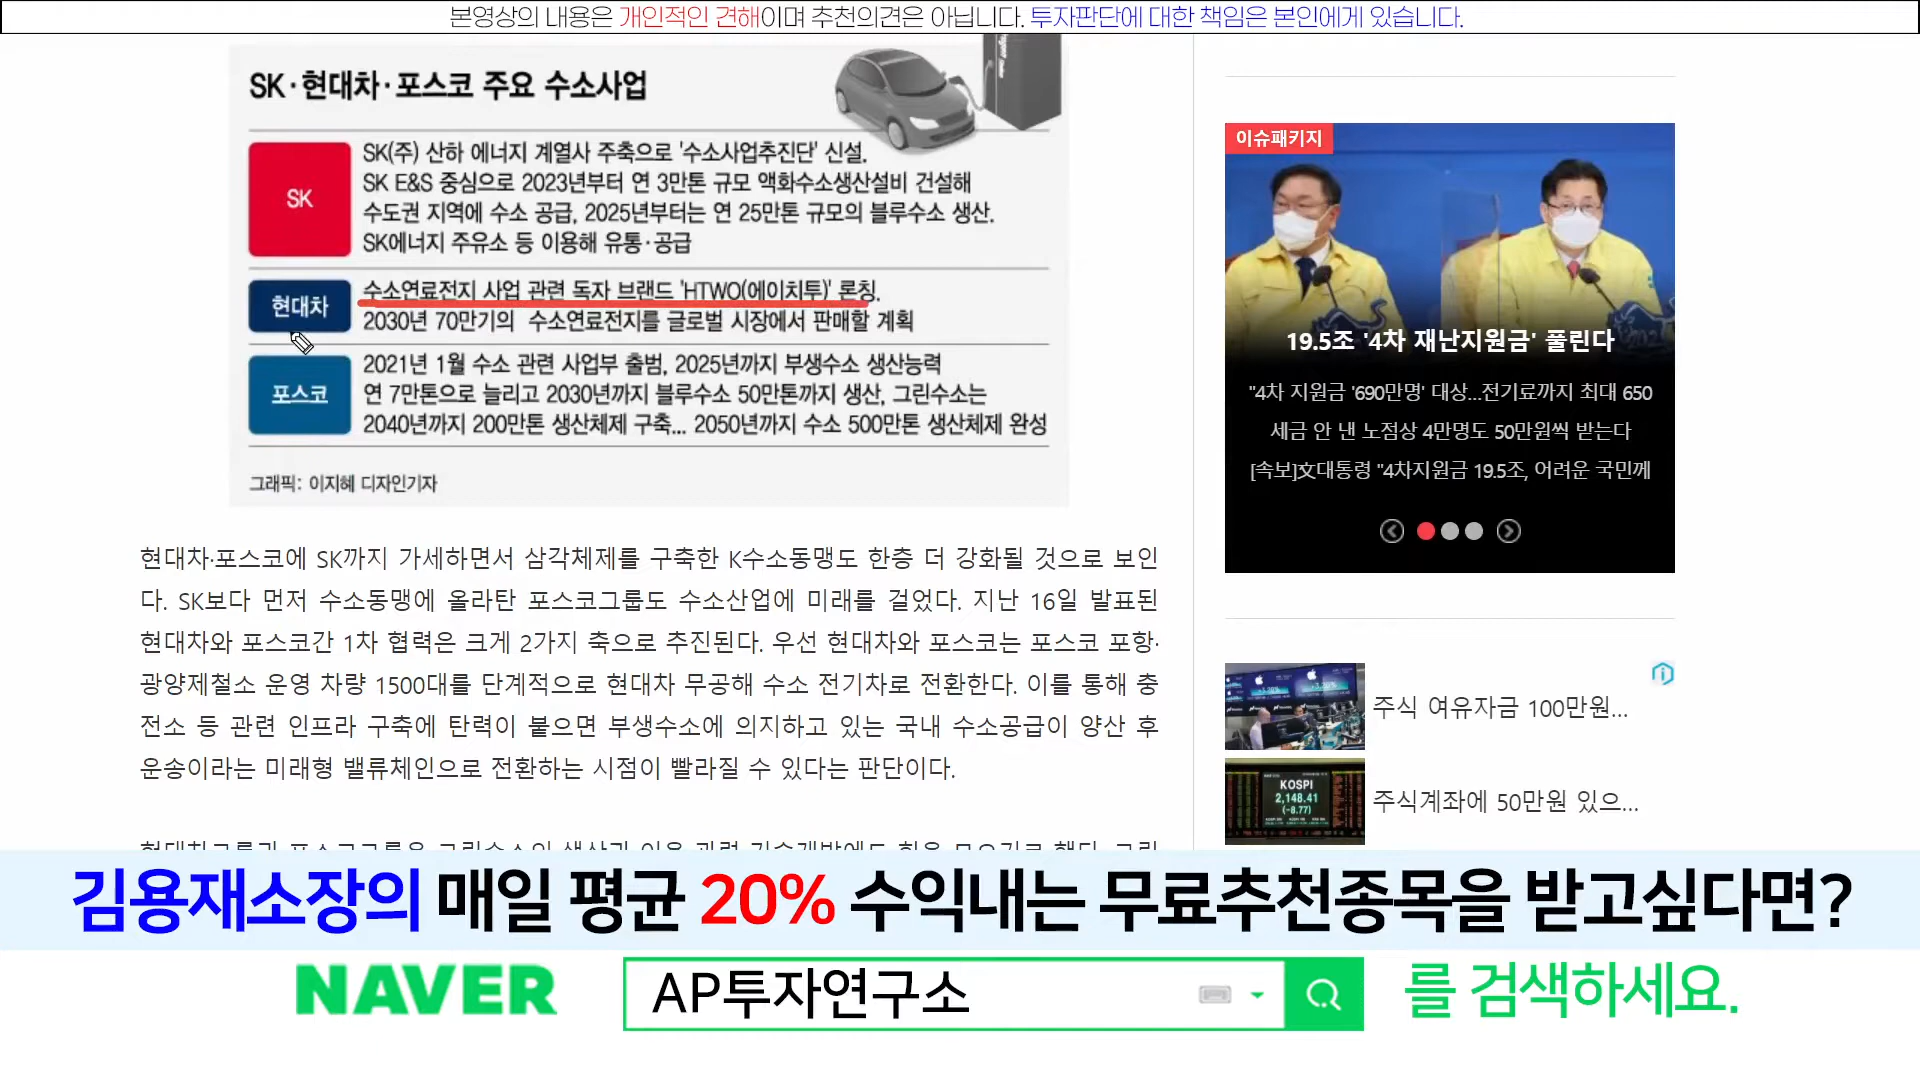 본영상의 내용은 개인적인 견해이며 추천의견은 아닙니다. 투자판단에 대한 책임은 본인에게 있습니다.
SK·현대차·포스코 주요 수소사업
SK
SK(주) 산하 에너지 계열사 주축으로 '수소사업추진단' 신설.
SK E&S 중심으로 2023년부터 연 3만톤 규모 액화수소생산설비 건설해
수도권 지역에 수소 공급, 2025년부터는 연 25만톤 규모의 블루수소 생산.
SK에너지 주유소 등 이용해 유통·공급
현대차
수소연료전지 사업 관련 독자 브랜드 'HTWO(에이치투)' 론칭.
2030년 70만기의 수소연료전지를 글로벌 시장에서 판매할 계획
포스코
2021년 1월 수소 관련 사업부 출범, 2025년까지 부생수소 생산능력
연 7만톤으로 늘리고 2030년까지 블루수소 50만톤까지 생산, 그린수소는
2040년까지 200만톤 생산체제 구축... 2050년까지 수소 500만톤 생산체제 완성
그래픽: 이지혜 디자인기자
현대차·포스코에 SK까지 가세하면서 삼각체제를 구축한 K수소동맹도 한층 더 강화될 것으로 보인
다. SK보다 먼저 수소동맹에 올라탄 포스코그룹도 수소산업에 미래를 걸었다. 지난 16일 발표된
현대차와 포스코간 1차 협력은 크게 2가지 축으로 추진된다. 우선 현대차와 포스코는 포스코 포항·
광양제철소 운영 차량 1500대를 단계적으로 현대차 무공해 수소 전기차로 전환한다. 이를 통해 충
전소 등 관련 인프라 구축에 탄력이 붙으면 부생수소에 의지하고 있는 국내 수소공급이 양산 후
운송이라는 미래형 밸류체인으로 전환하는 시점이 빨라질 수 있다는 판단이다.
이슈패키지
19.5조 '4차 재난지원금' 풀린다
"4차 지원금 '690만명' 대상...전기료까지 최대 650
세금 안 낸 노점상 4만명도 50만원씩 받는다
[속보]文대통령 "4차지원금 19.5조, 어려운 국민께
주식 여유자금 100만원...
KOSPI
2,148.41
(-8.77)
주식계좌에 50만원 있으...
김용재소장의 매일 평균 20% 수익내는 무료추천종목을 받고싶다면?
NAVER AP투자연구소 를 검색하세요.